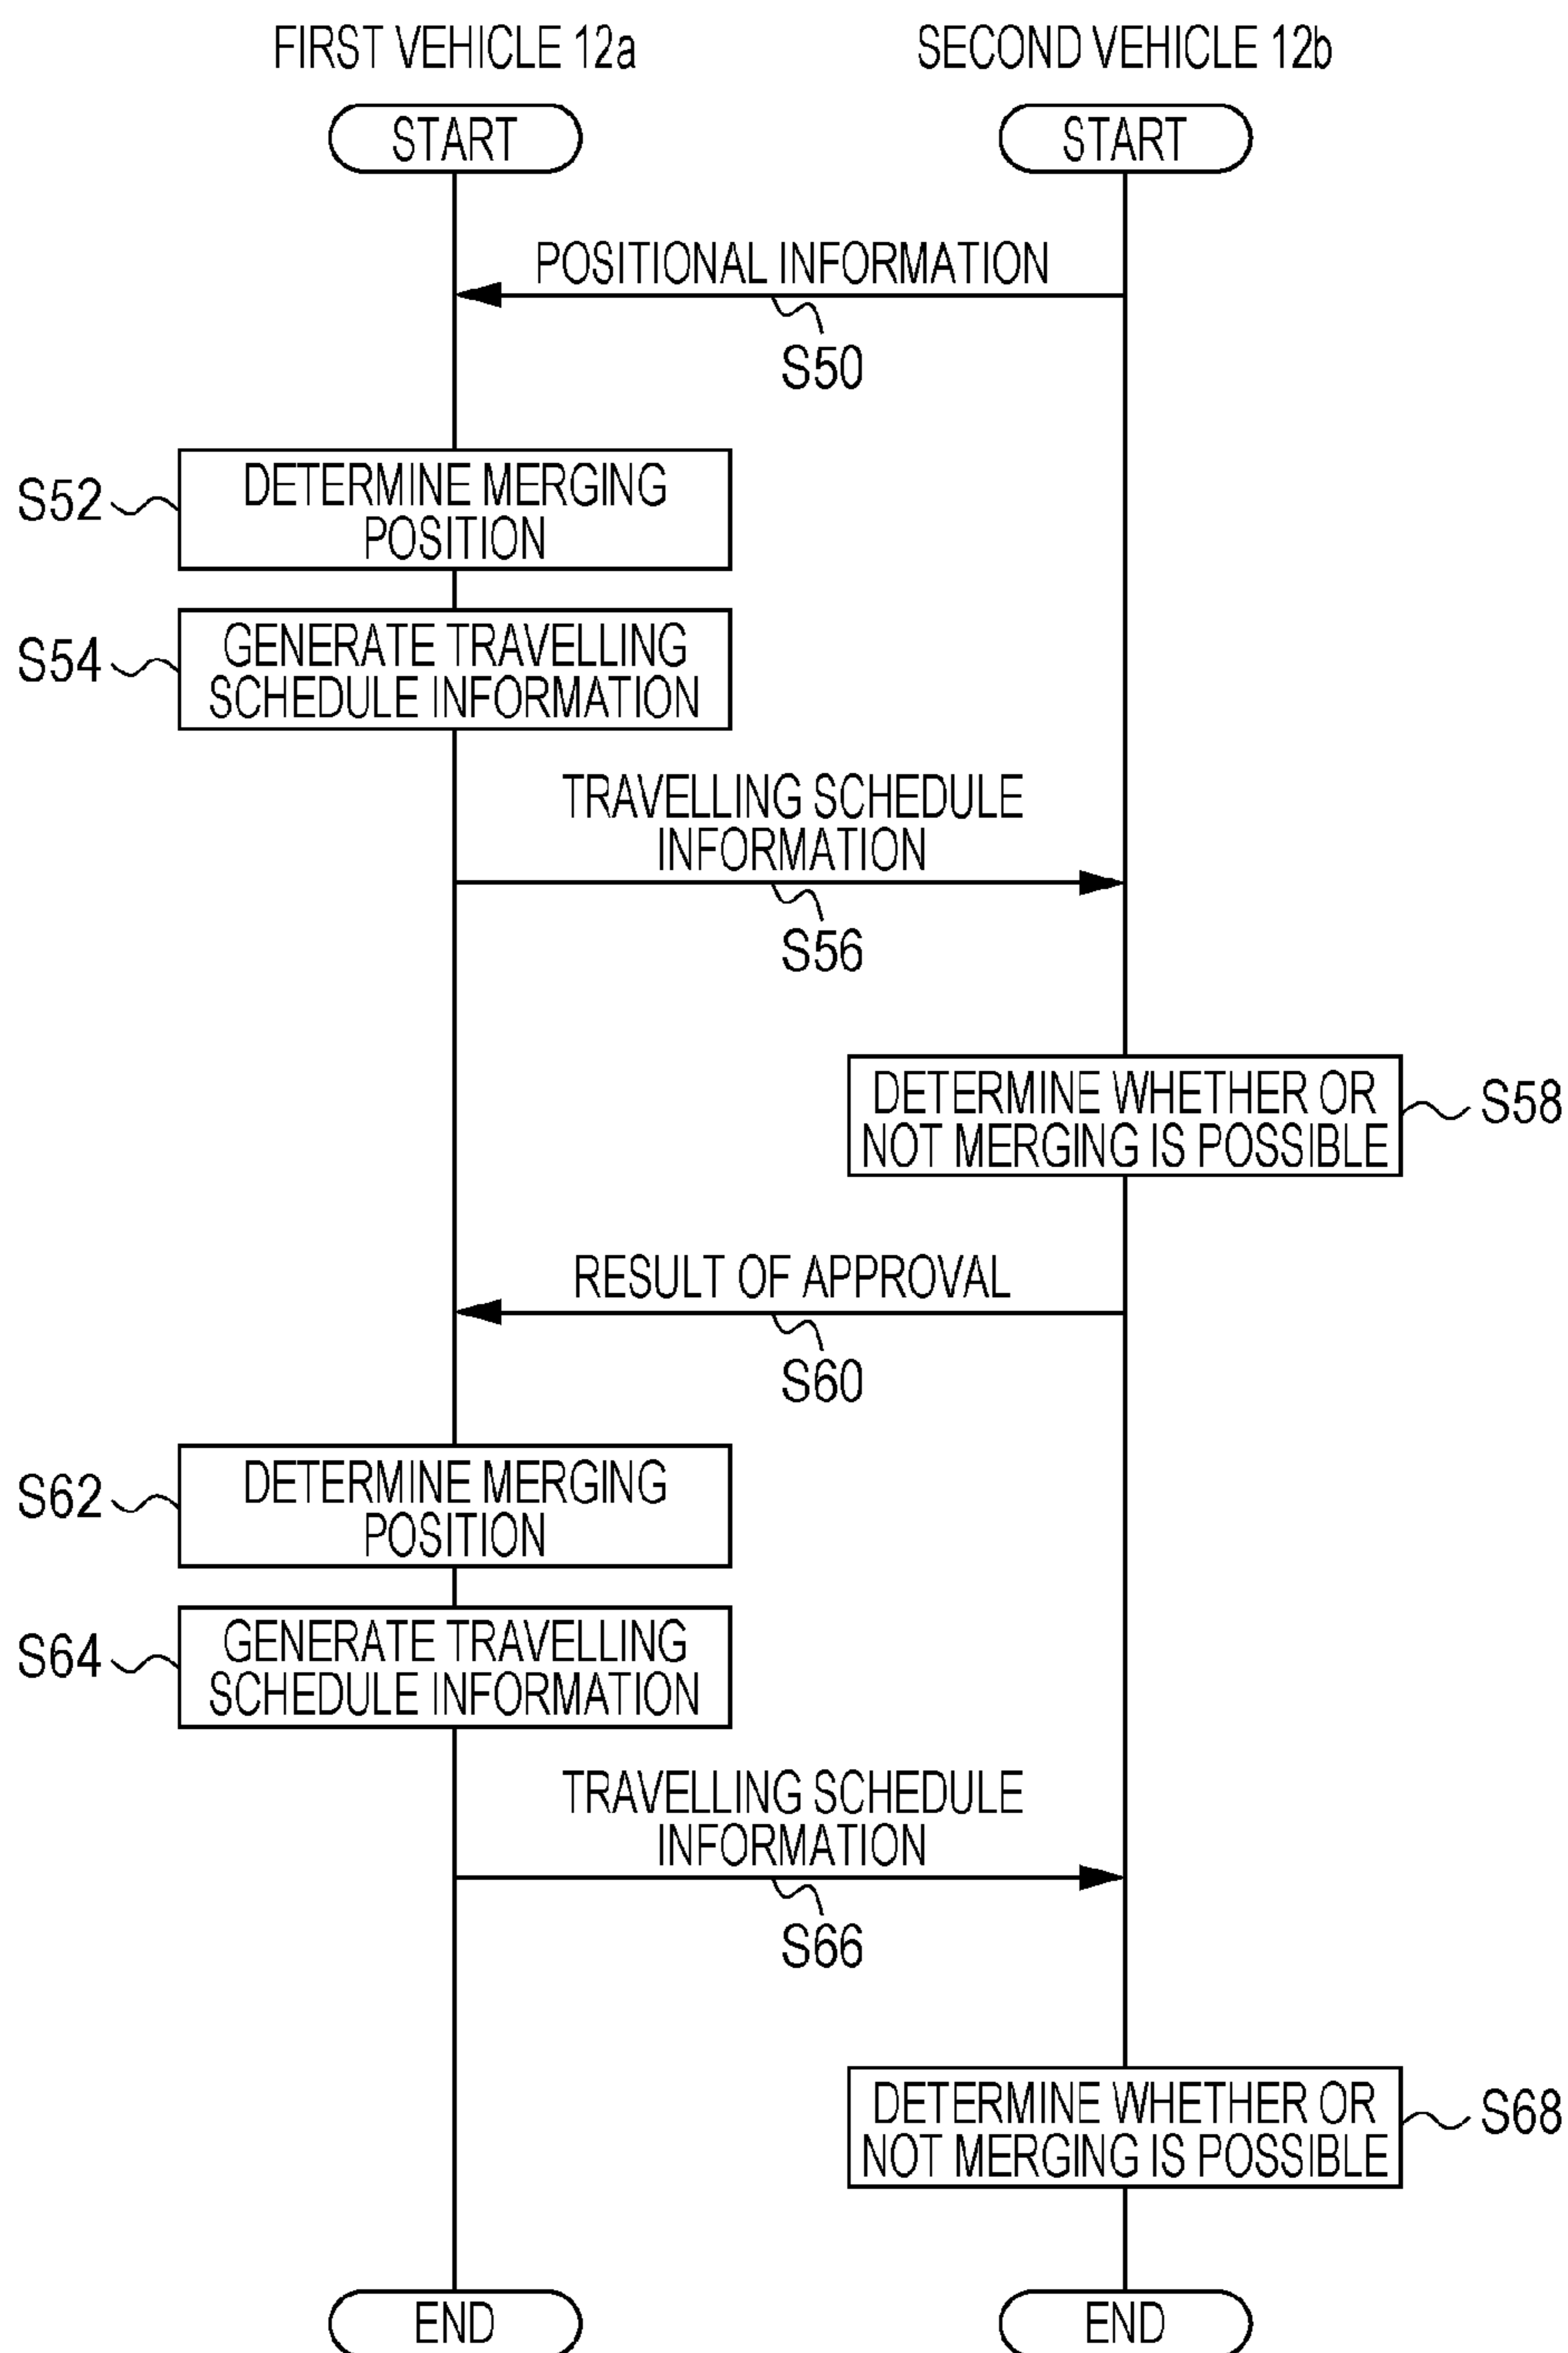 FIRST VEHICLE 12a
SECOND VEHICLE 12b
START
START
POSITIONAL INFORMATION
S50
S52
DETERMINE MERGING
POSITION
S54
GENERATE TRAVELLING
SCHEDULE INFORMATION
TRAVELLING SCHEDULE
INFORMATION
S56
DETERMINE WHETHER OR
NOT MERGING IS POSSIBLE
S58
RESULT OF APPROVAL
S60
S62
DETERMINE MERGING
POSITION
S64
GENERATE TRAVELLING
SCHEDULE INFORMATION
TRAVELLING SCHEDULE
INFORMATION
S66
DETERMINE WHETHER OR
NOT MERGING IS POSSIBLE
S68
END
END